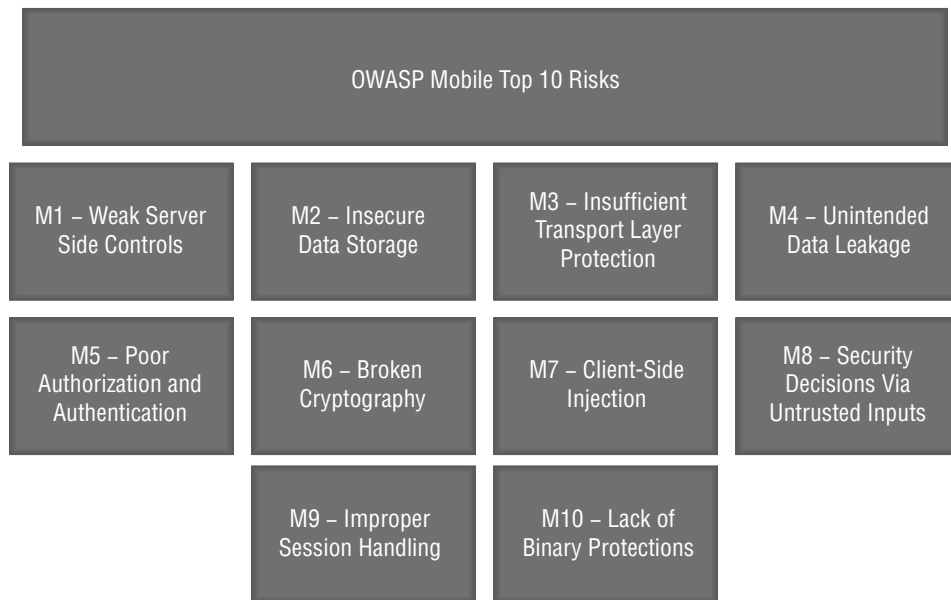 OWASP Mobile Top 10 Risks
M1 – Weak Server
Side Controls
M2 – Insecure
Data Storage
M3 – Insufficient
Transport Layer
Protection
M4 – Unintended
Data Leakage
M5 – Poor
Authorization and
Authentication
M6 – Broken
Cryptography
M7 – Client-Side
Injection
M8 – Security
Decisions Via
Untrusted Inputs
M9 – Improper
Session Handling
M10 – Lack of
Binary Protections